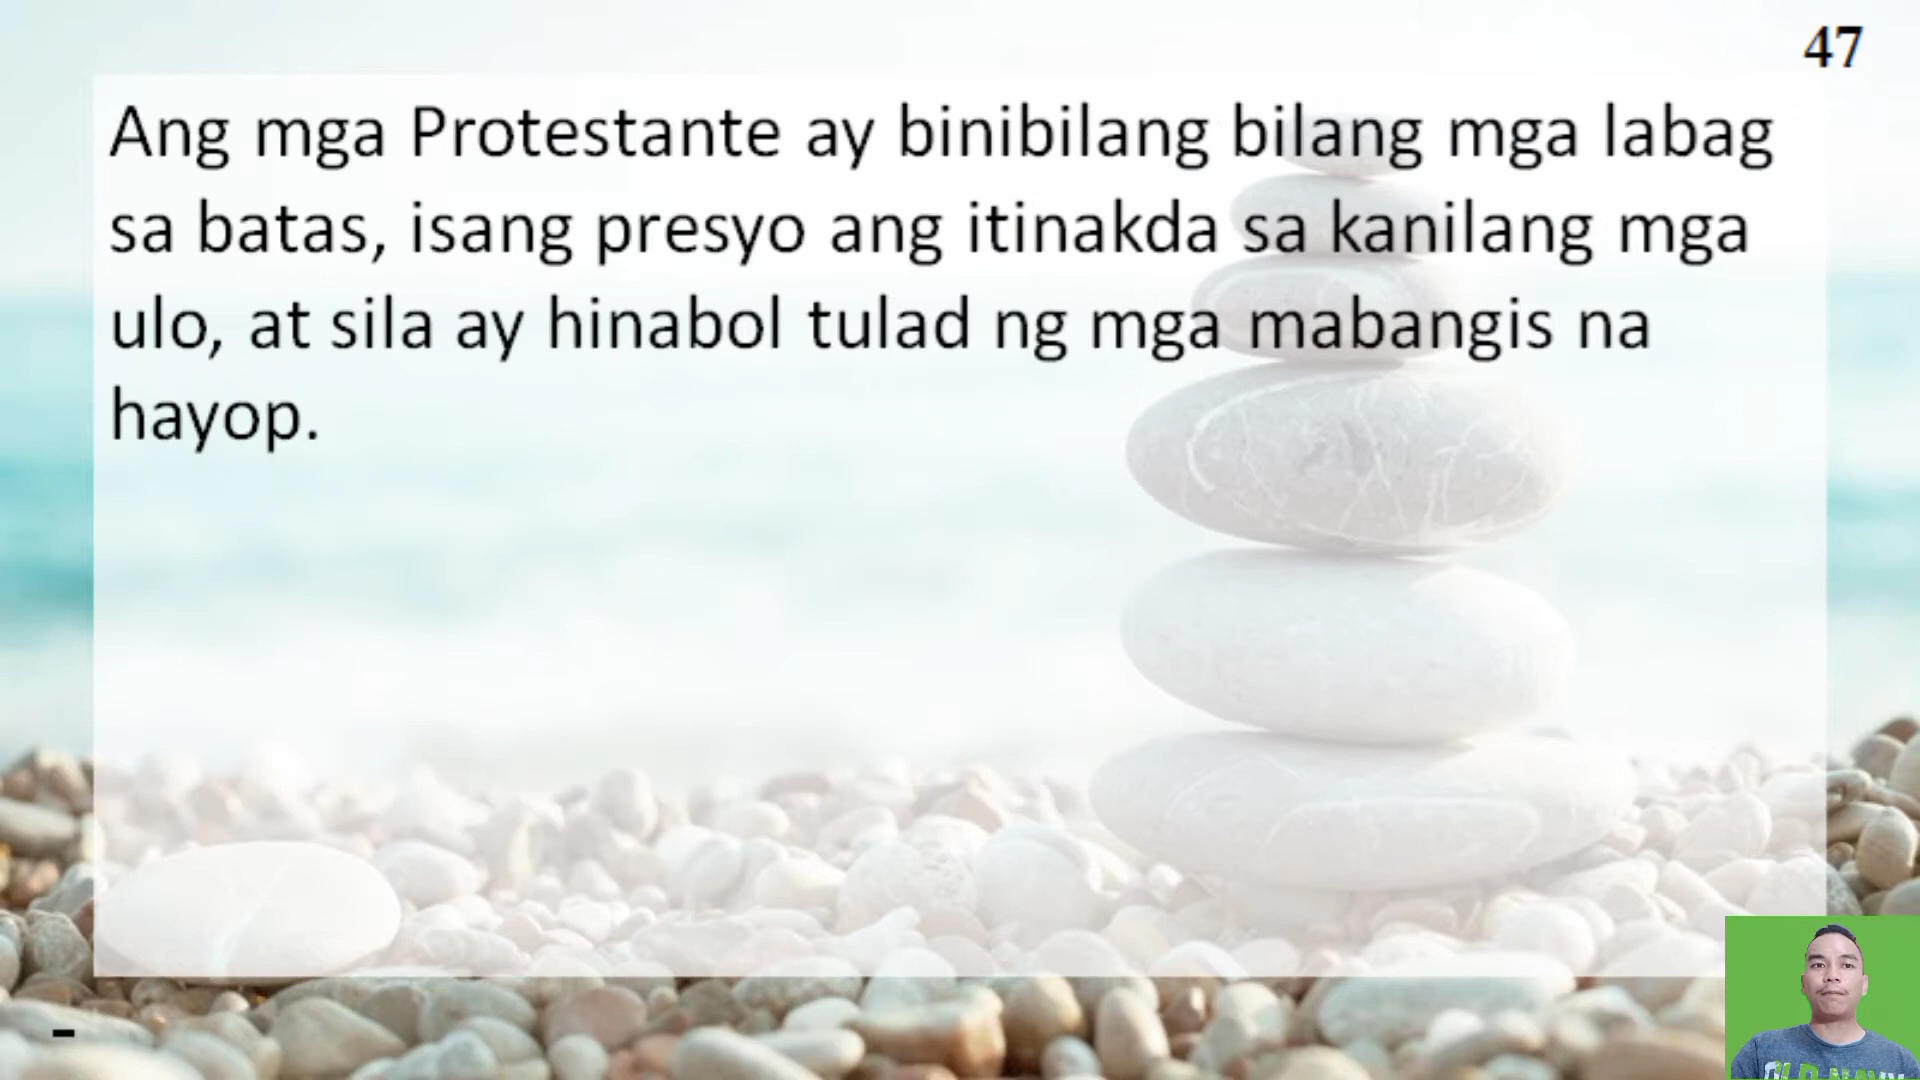 47
Ang mga Protestante ay binibilang bilang mga labag
sa batas, isang presyo ang itinakda sa kanilang mga
ulo, at sila ay hinabol tulad ng mga mabangis na
hayop.
-